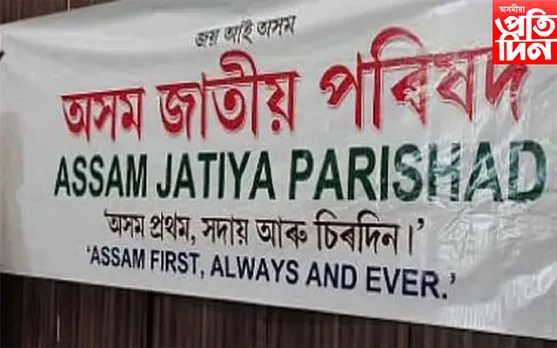 অসমীয়া
প্ৰতি
দিন
জয় আই অসম
অসম জাতীয় পৰিষদ
ASSAM JATIYA PARISHAD
'অসম প্ৰথম, সদায় আৰু চিৰদিন।'
'ASSAM FIRST, ALWAYS AND EVER.'